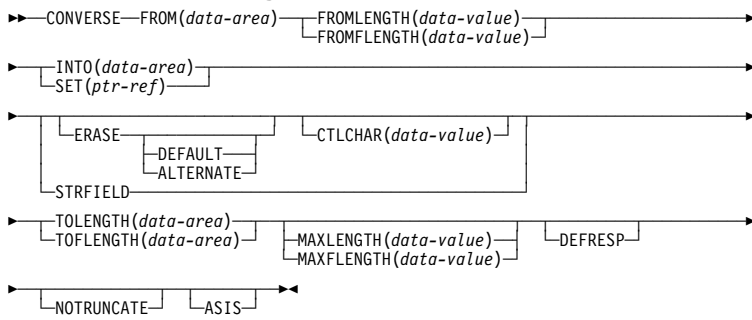 CONVERSE FROM(data-area) FROMLENGTH(data-value)
FROMFLENGTH(data-value)
INTO(data-area)
SET(ptr-ref)
ERASE CTLCHAR(data-value)
DEFAULT
ALTERNATE
STRFIELD
TOLENGTH(data-area)
TOFLENGTH(data-area) MAXLENGTH(data-value) DEFRESP
MAXFLENGTH(data-value)
NOTRUNCATE ASIS